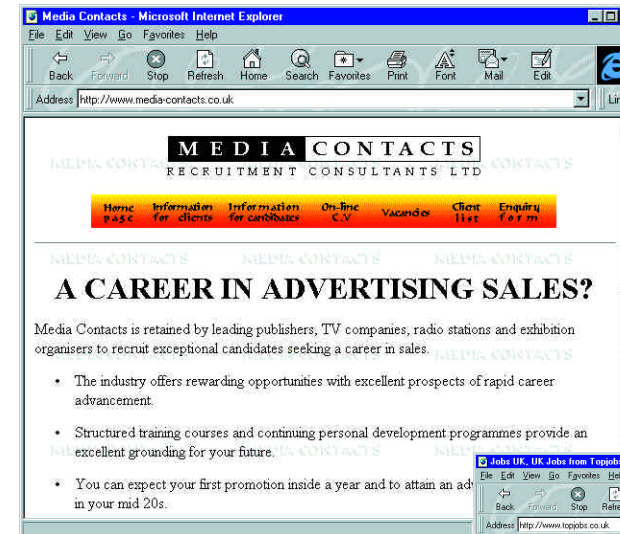 Media Contacts - Microsoft Internet Explorer
File Edit View Go Favorites Help
Back Forward Stop Refresh Home Search Favorites Print Font Mail Edit
Address http://www.media-contacts.co.uk
MEDIA CONTACTS
RECRUITMENT CONSULTANTS LTD
Home page Information for clients Information for candidates On-line C.V Vacancies Client list Enquiry form
A CAREER IN ADVERTISING SALES?
Media Contacts is retained by leading publishers, TV companies, radio stations and exhibition
organisers to recruit exceptional candidates seeking a career in sales.
• The industry offers rewarding opportunities with excellent prospects of rapid career
advancement.
• Structured training courses and continuing personal development programmes provide an
excellent grounding for your future.
• You can expect your first promotion inside a year and to attain an
in your mid 20s.
Jobs UK, UK Jobs from Topjobs
File Edit View Go Favorites
Back Forward Stop
Address http://www.topjobs.co.uk